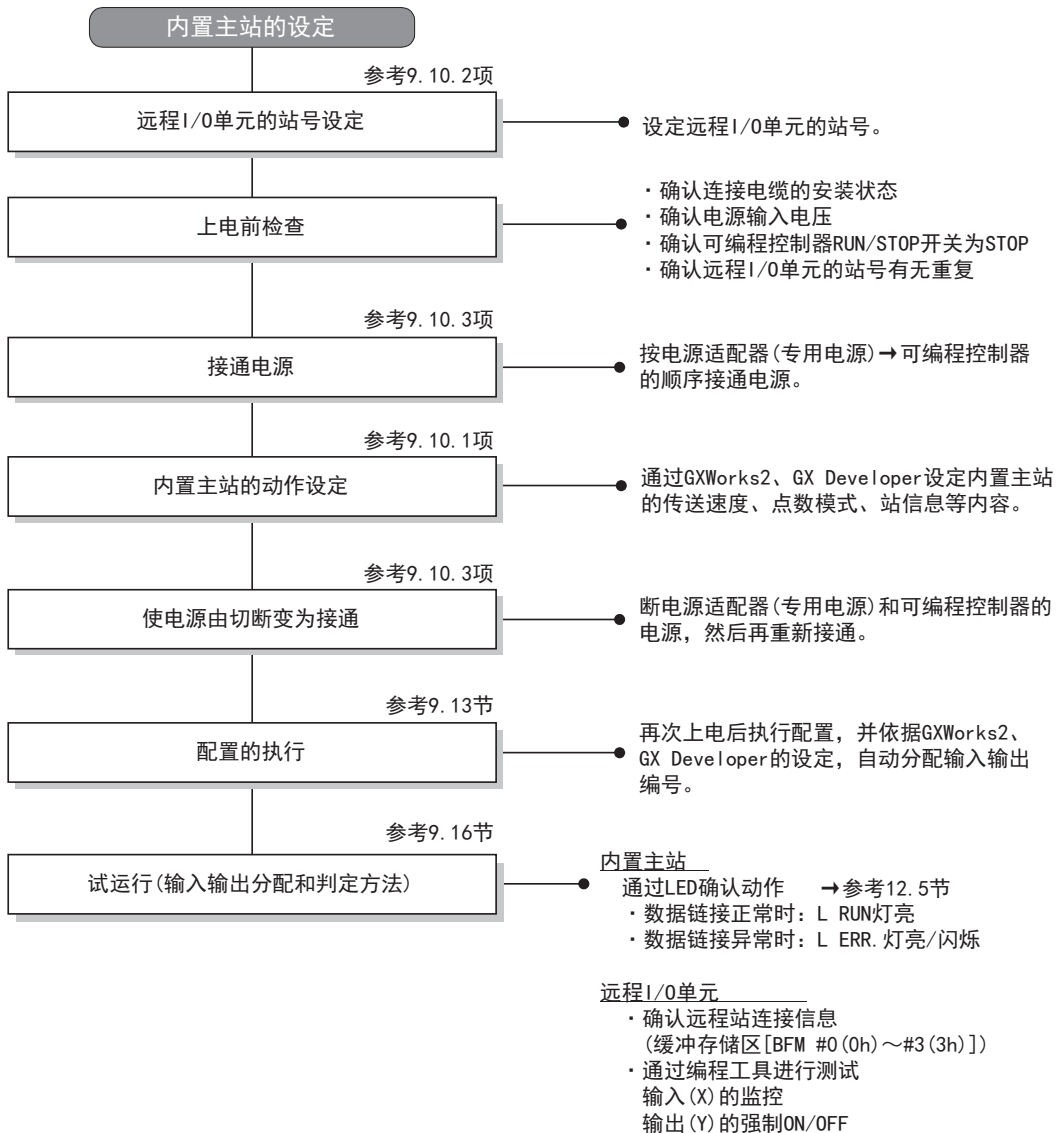 内置主站的设定
参考9.10.2项
远程I/O单元的站号设定
设定远程I/O单元的站号。
上电前检查
·确认连接电缆的安装状态
·确认电源输入电压
·确认可编程控制器RUN/STOP开关为STOP
·确认远程I/O单元的站号有无重复
参考9.10.3项
接通电源
按电源适配器(专用电源)→可编程控制器
的顺序接通电源。
参考9.10.1项
内置主站的动作设定
通过GXWorks2、GX Developer设定内置主站
的传送速度、点数模式、站信息等内容。
参考9.10.3项
使电源由切断变为接通
断电源适配器(专用电源)和可编程控制器的
电源，然后再重新接通。
参考9.13节
配置的执行
再次上电后执行配置，并依据GXWorks2、
GX Developer的设定，自动分配输入输出
编号。
参考9.16节
试运行(输入输出分配和判定方法)
内置主站
通过LED确认动作 →参考12.5节
·数据链接正常时：L RUN灯亮
·数据链接异常时：L ERR.灯亮/闪烁
远程I/O单元
·确认远程站连接信息
(缓冲存储区[BFM #0(0h)～#3(3h)])
·通过编程工具进行测试
输入(X)的监控
输出(Y)的强制ON/OFF